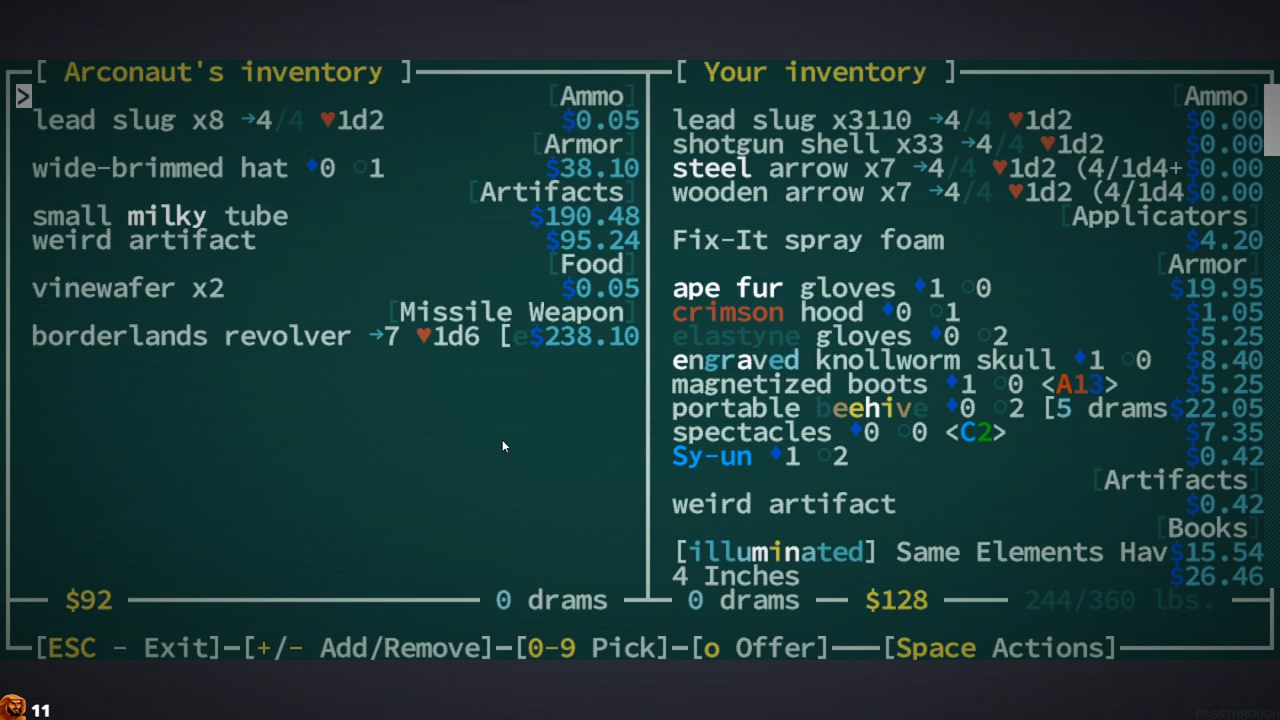 [ Arconaut's inventory ]
>
[Ammo]
lead slug x8 →4/4 ♥1d2 $0.05
[Armor]
wide-brimmed hat ♦0 ○1 $38.10
[Artifacts]
small milky tube $190.48
weird artifact $95.24
[Food]
vinewafer x2 $0.05
[Missile Weapon]
borderlands revolver →7 ♥1d6 [e $238.10
$92 0 drams
[ Your inventory ]
[Ammo]
lead slug x3110 →4/4 ♥1d2 $0.00
shotgun shell x33 →4/4 ♥1d2 $0.00
steel arrow x7 →4/4 ♥1d2 (4/1d4+ $0.00
wooden arrow x7 →4/4 ♥1d2 (4/1d4 $0.00
[Applicators]
Fix-It spray foam $4.20
[Armor]
ape fur gloves ♦1 ○0 $19.95
crimson hood ♦0 ○1 $1.05
elastyne gloves ♦0 ○2 $5.25
engraved knollworm skull ♦1 ○0 $8.40
magnetized boots ♦1 ○0 <A13> $5.25
portable beehive ♦0 ○2 [5 drams $22.05
spectacles ♦0 ○0 <C2> $7.35
Sy-un ♦1 ○2 $0.42
[Artifacts]
weird artifact $0.42
[Books]
[illuminated] Same Elements Hav $15.54
4 Inches $26.46
0 drams $128 244/360 lbs.
[ESC - Exit] [+/- Add/Remove] [0-9 Pick] [o Offer] [Space Actions]
11